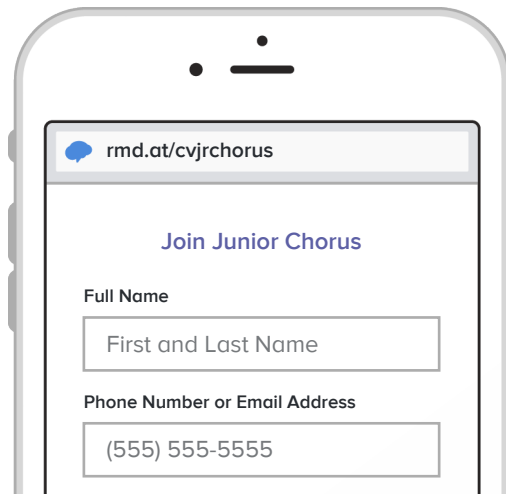 rmd.at/cvjrchorus
Join Junior Chorus
Full Name
First and Last Name
Phone Number or Email Address
(555) 555-5555